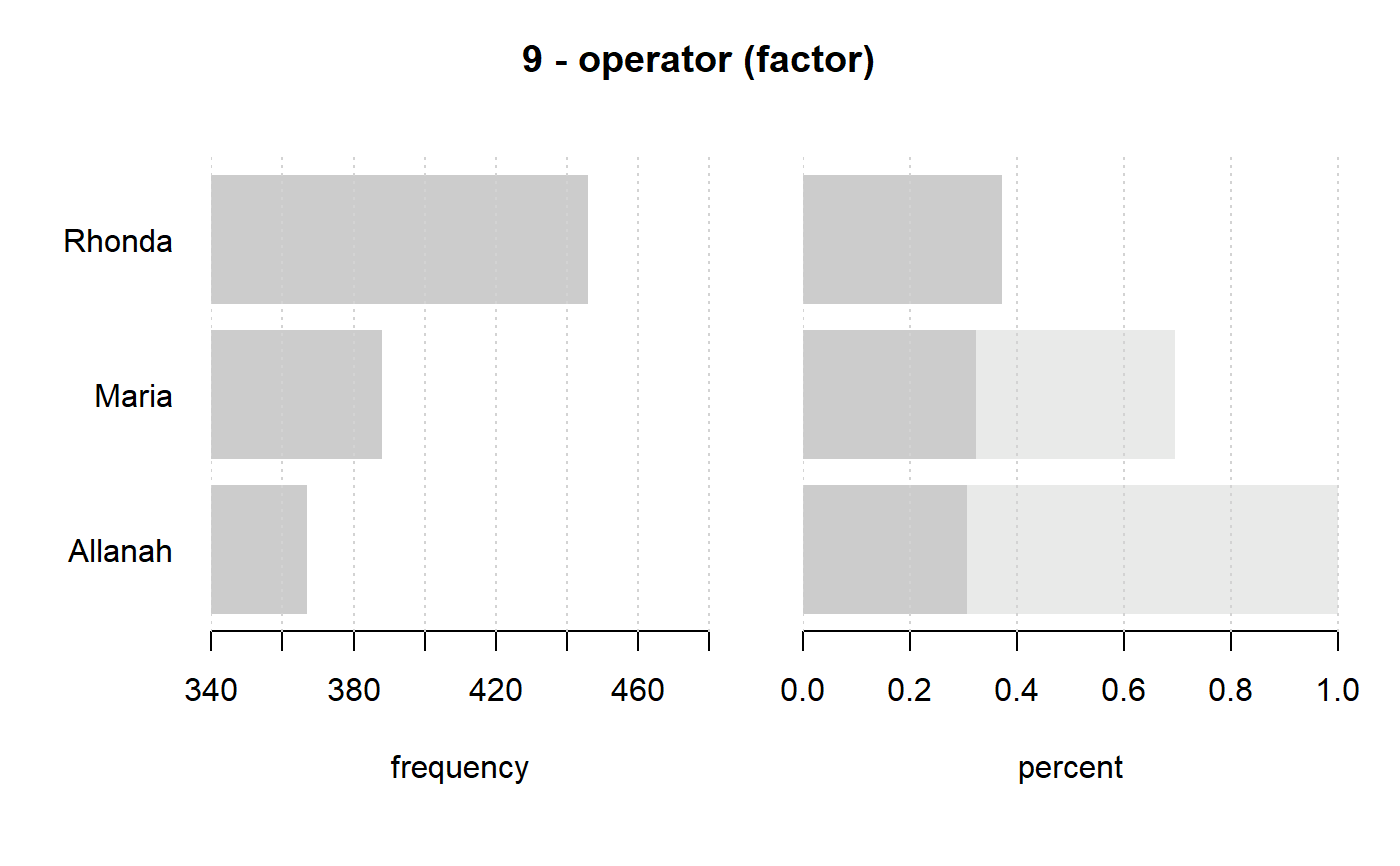 9 - operator (factor)
Rhonda
Maria
Allanah
340 380 420 460
0.0 0.2 0.4 0.6 0.8 1.0
frequency
percent